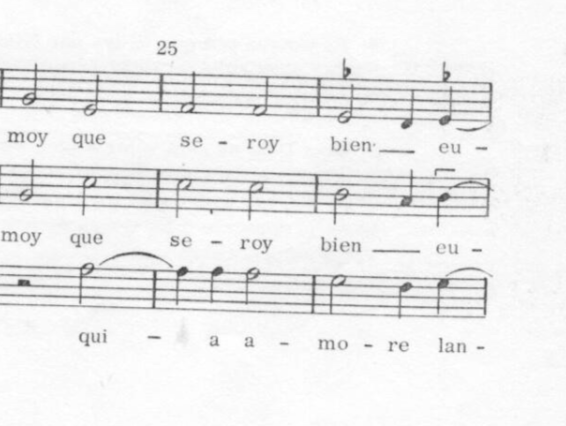 25
moy que se - roy bien eu -
moy que se - roy bien eu -
qui - a a - mo - re lan -